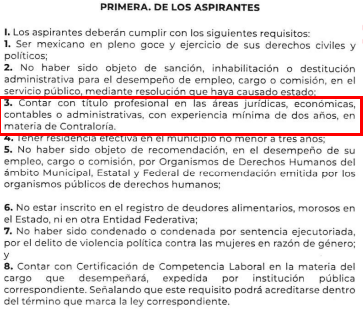 PRIMERA. DE LOS ASPIRANTES
I. Los aspirantes deberán cumplir con los siguientes requisitos:
1. Ser mexicano en pleno goce y ejercicio de sus derechos civiles y
políticos;
2. No haber sido objeto de sanción, inhabilitación o destitución
administrativa para el desempeño de empleo, cargo o comisión, en el
servicio público, mediante resolución que haya causado estado;
3. Contar con título profesional en las áreas jurídicas, económicas,
contables o administrativas, con experiencia mínima de dos años, en
materia de Contraloría.
4. Tener residencia efectiva en el municipio no menor a tres años;
5. No haber sido objeto de recomendación, en el desempeño de su
empleo, cargo o comisión, por Organismos de Derechos Humanos del
ámbito Municipal, Estatal y Federal de recomendación emitida por los
organismos públicos de derechos humanos;
6. No estar inscrito en el registro de deudores alimentarios, morosos en
el Estado, ni en otra Entidad Federativa;
7. No haber sido condenado o condenada por sentencia ejecutoriada,
por el delito de violencia política contra las mujeres en razón de género;
y
8. Contar con Certificación de Competencia Laboral en la materia del
cargo que desempeñará, expedida por institución pública
correspondiente. Señalando que este requisito podrá acreditarse dentro
del término que marca la ley correspondiente.